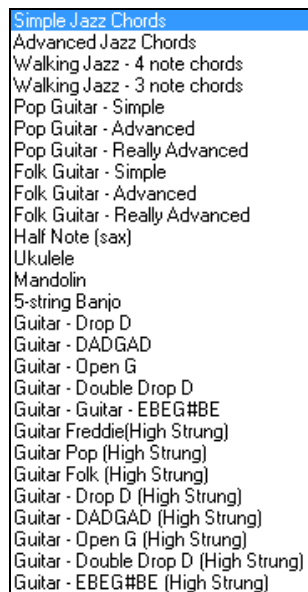 Simple Jazz Chords
Advanced Jazz Chords
Walking Jazz - 4 note chords
Walking Jazz - 3 note chords
Pop Guitar - Simple
Pop Guitar - Advanced
Pop Guitar - Really Advanced
Folk Guitar - Simple
Folk Guitar - Advanced
Folk Guitar - Really Advanced
Half Note (sax)
Ukulele
Mandolin
5-string Banjo
Guitar - Drop D
Guitar - DADGAD
Guitar - Open G
Guitar - Double Drop D
Guitar - Guitar - EBEG#BE
Guitar Freddie(High Strung)
Guitar Pop (High Strung)
Guitar Folk (High Strung)
Guitar - Drop D (High Strung)
Guitar - DADGAD (High Strung)
Guitar - Open G (High Strung)
Guitar - Double Drop D (High Strung)
Guitar - EBEG#BE (High Strung)